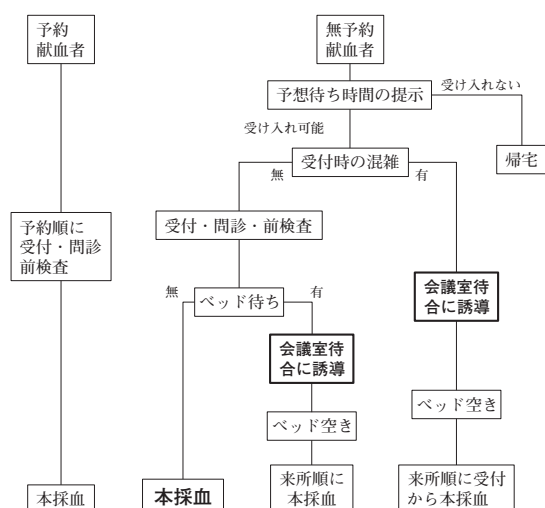 予約
献血者
無予約
献血者
予想待ち時間の提示
受け入れない
受け入れ可能
帰宅
受付時の混雑
無
有
予約順に
受付・問診
前検査
受付・問診・前検査
会議室待
合に誘導
無
有
ベッド待ち
会議室待
合に誘導
ベッド空き
ベッド空き
本採血
本採血
来所順に
本採血
来所順に受付
から本採血